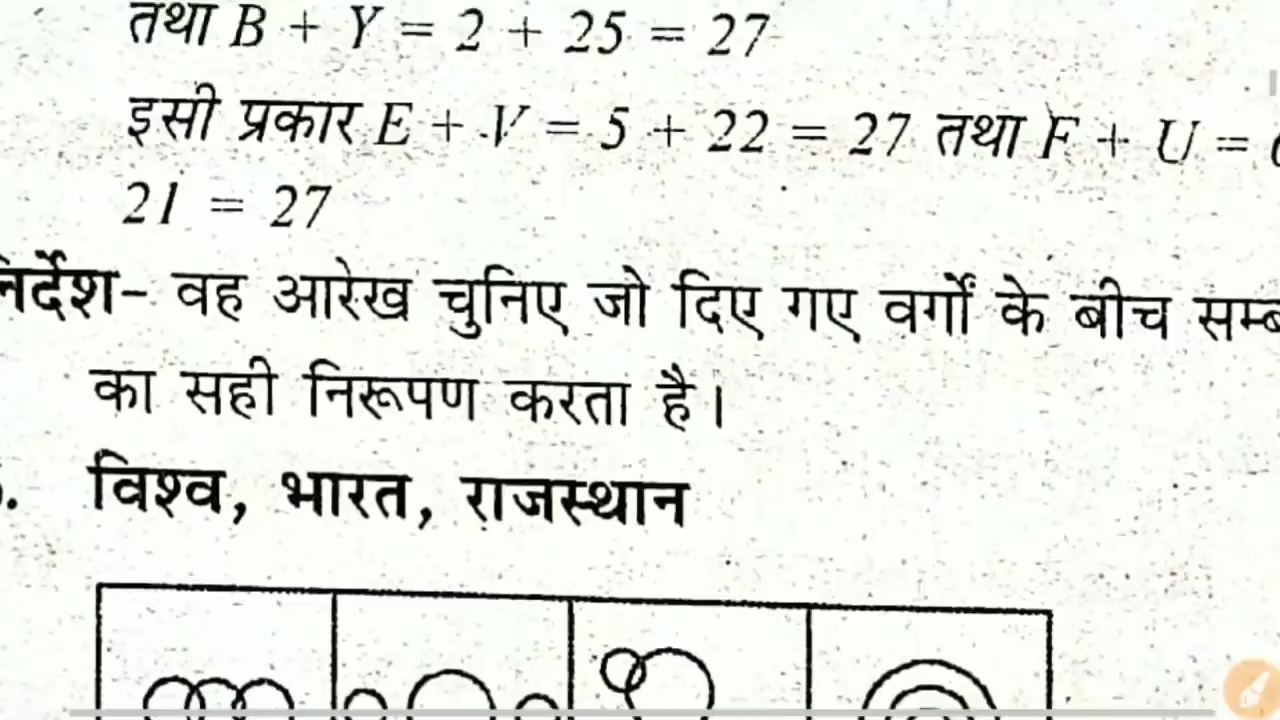 तथा B + Y = 2 + 25 = 27
इसी प्रकार E + V = 5 + 22 = 27 तथा F + U =
21 = 27
निर्देश- वह आरेख चुनिए जो दिए गए वर्गों के बीच
का सही निरूपण करता है।
विश्व, भारत, राजस्थान